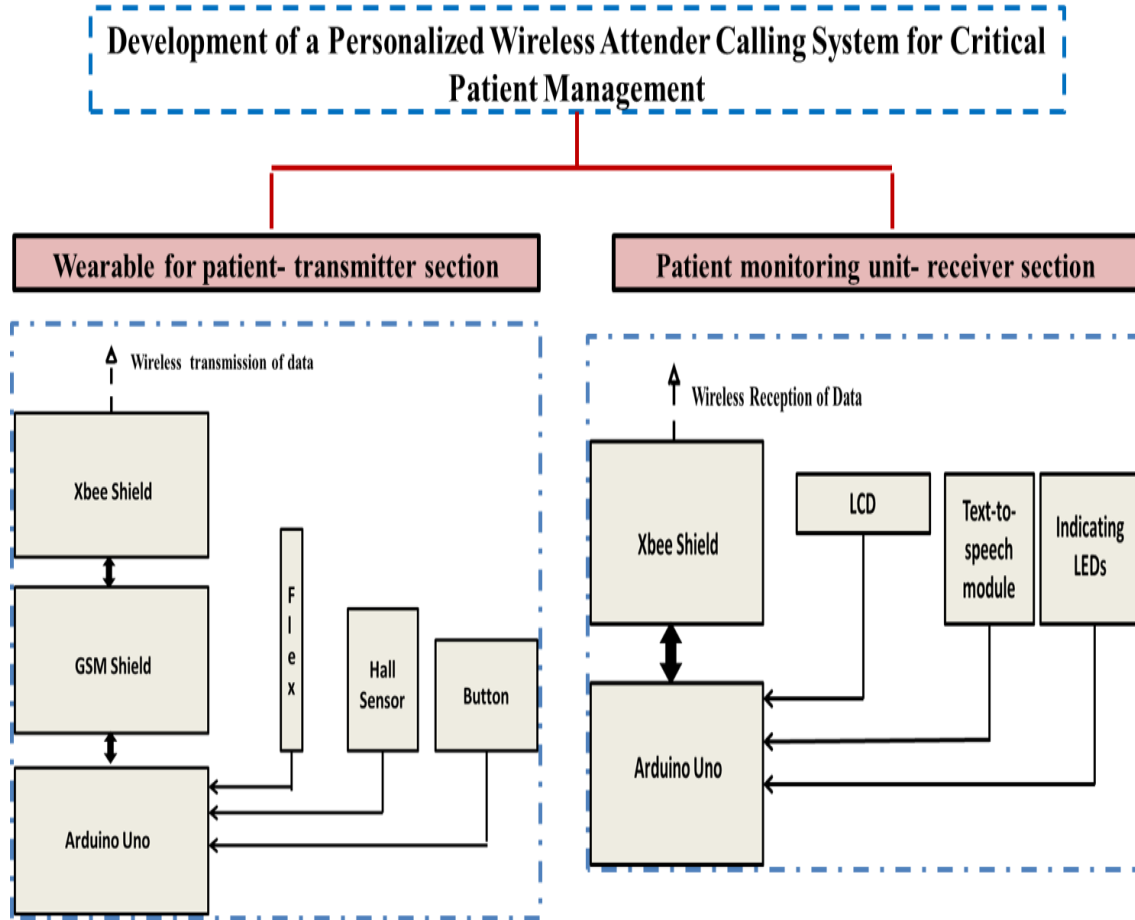 Development of a Personalized Wireless Attender Calling System for Critical
Patient Management
Wearable for patient- transmitter section
Patient monitoring unit- receiver section
Wireless transmission of data
Xbee Shield
GSM Shield
Arduino Uno
Flex
Hall
Sensor
Button
Wireless Reception of Data
Xbee Shield
Arduino Uno
LCD
Text-to-
speech
module
Indicating
LEDs